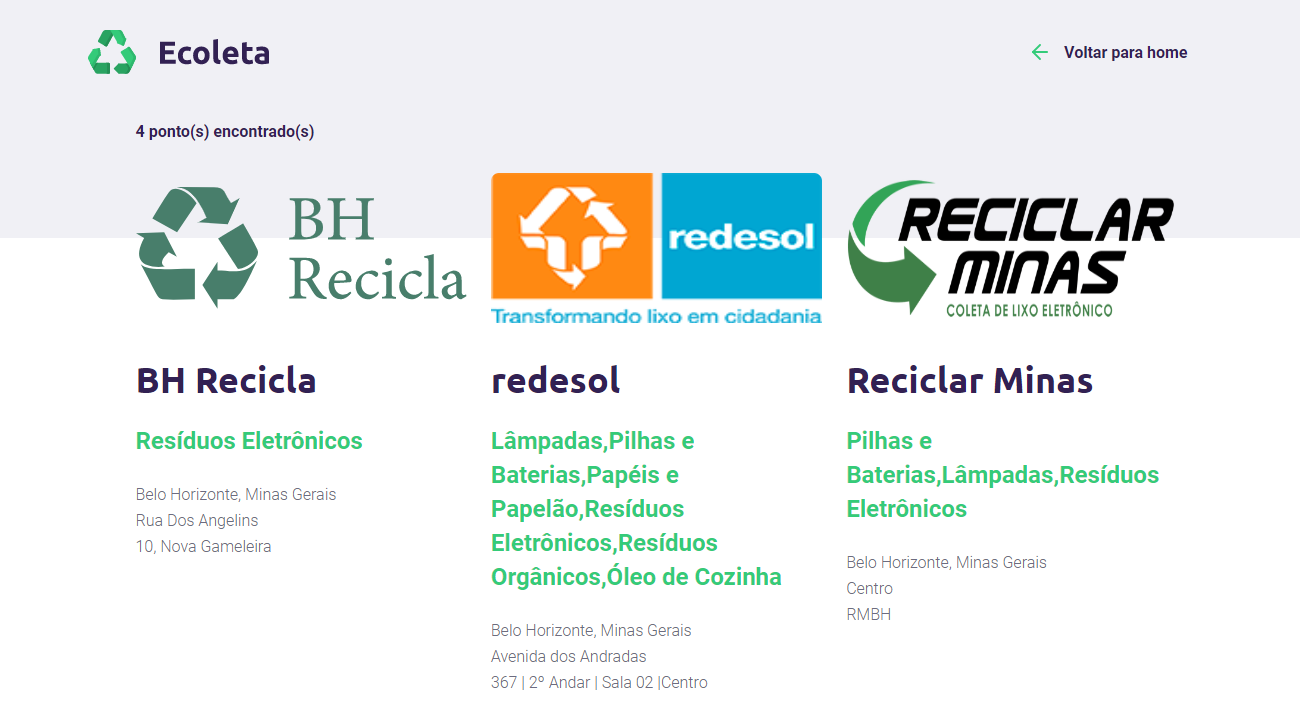 Ecoleta
Voltar para home
4 ponto(s) encontrado(s)
BH
Recicla
redesol
Transformando lixo em cidadania
RECICLAR
MINAS
COLETA DE LIXO ELETRÔNICO
BH Recicla
Resíduos Eletrônicos
Belo Horizonte, Minas Gerais
Rua Dos Angelins
10, Nova Gameleira
redesol
Lâmpadas,Pilhas e
Baterias,Papéis e
Papelão,Resíduos
Eletrônicos,Resíduos
Orgânicos,Óleo de Cozinha
Belo Horizonte, Minas Gerais
Avenida dos Andradas
367 | 2º Andar | Sala 02 |Centro
Reciclar Minas
Pilhas e
Baterias,Lâmpadas,Resíduos
Eletrônicos
Belo Horizonte, Minas Gerais
Centro
RMBH